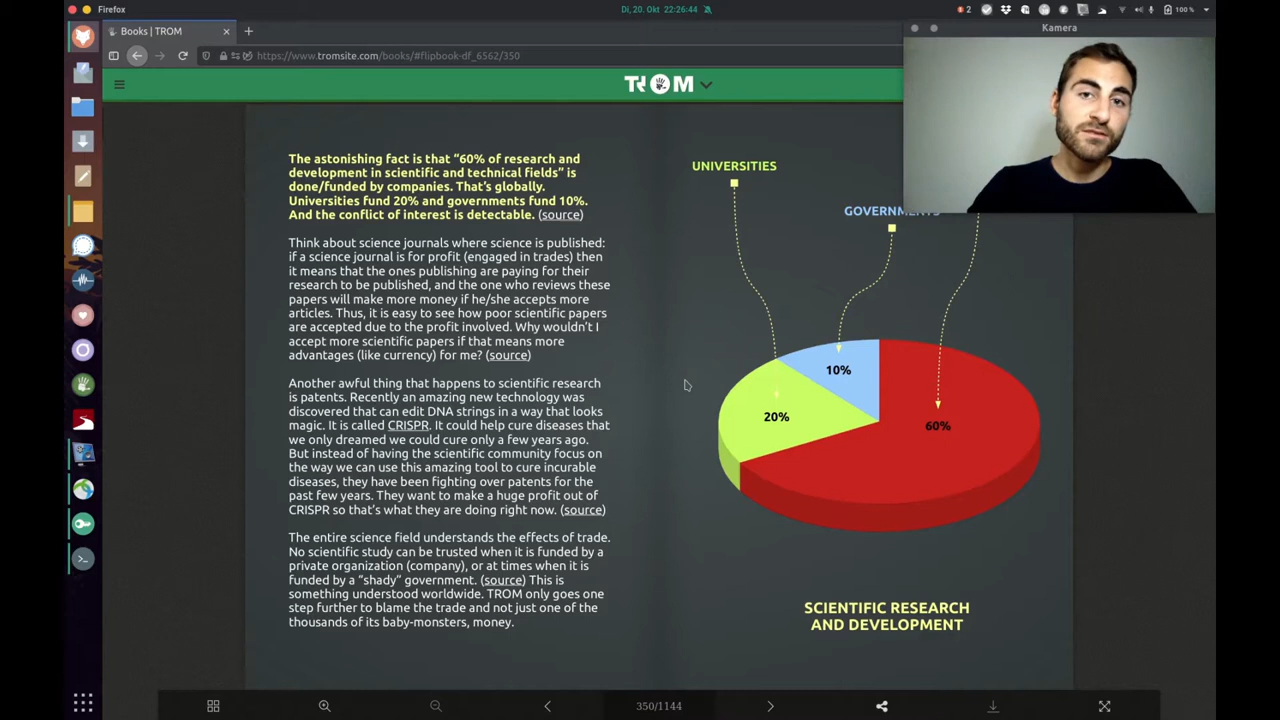 Firefox
Di, 20. Okt 22:26:44
2
100 %
Books | TROM
Kamera
https://www.tromsite.com/books/#flipbook-df_6562/350
TROM
The astonishing fact is that “60% of research and
development in scientific and technical fields” is
done/funded by companies. That’s globally.
Universities fund 20% and governments fund 10%.
And the conflict of interest is detectable. (source)
Think about science journals where science is published:
if a science journal is for profit (engaged in trades) then
it means that the ones publishing are paying for their
research to be published, and the one who reviews these
papers will make more money if he/she accepts more
articles. Thus, it is easy to see how poor scientific papers
are accepted due to the profit involved. Why wouldn’t I
accept more scientific papers if that means more
advantages (like currency) for me? (source)
Another awful thing that happens to scientific research
is patents. Recently an amazing new technology was
discovered that can edit DNA strings in a way that looks
magic. It is called CRISPR. It could help cure diseases that
we only dreamed we could cure only a few years ago.
But instead of having the scientific community focus on
the way we can use this amazing tool to cure incurable
diseases, they have been fighting over patents for the
past few years. They want to make a huge profit out of
CRISPR so that’s what they are doing right now. (source)
The entire science field understands the effects of trade.
No scientific study can be trusted when it is funded by a
private organization (company), or at times when it is
funded by a “shady” government. (source) This is
something understood worldwide. TROM only goes one
step further to blame the trade and not just one of the
thousands of its baby-monsters, money.
UNIVERSITIES
GOVERNMENTS
10%
20%
60%
SCIENTIFIC RESEARCH
AND DEVELOPMENT
350/1144